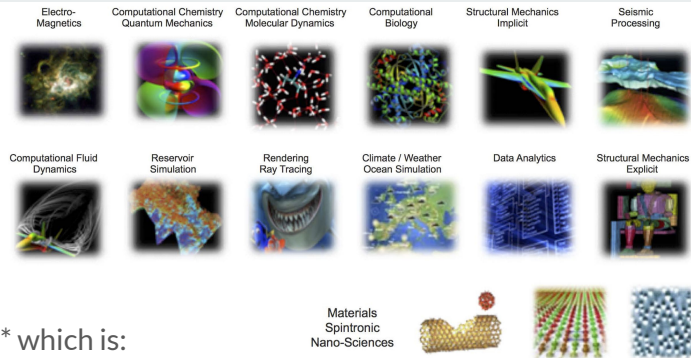 Electro-
Magnetics
Computational Chemistry
Quantum Mechanics
Computational Chemistry
Molecular Dynamics
Computational
Biology
Structural Mechanics
Implicit
Seismic
Processing
Computational Fluid
Dynamics
Reservoir
Simulation
Rendering
Ray Tracing
Climate / Weather
Ocean Simulation
Data Analytics
Structural Mechanics
Explicit
Materials
Spintronic
Nano-Sciences
* which is: